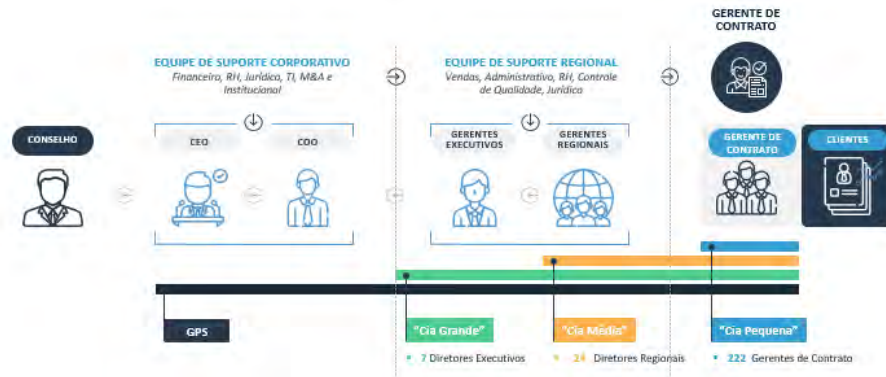 GERENTE DE
CONTRATO
EQUIPE DE SUPORTE CORPORATIVO
Financeiro, RH, Jurídico, TI, M&A e
Institucional
EQUIPE DE SUPORTE REGIONAL
Vendas, Administrativo, RH, Controle
de Qualidade, Jurídico
CONSELHO
CEO
COO
GERENTES
EXECUTIVOS
GERENTES
REGIONAIS
GERENTE DE
CONTRATO
CLIENTES
GPS
"Cia Grande"
"Cia Média"
"Cia Pequena"
• 7 Diretores Executivos
• 24 Diretores Regionais
• 222 Gerentes de Contrato